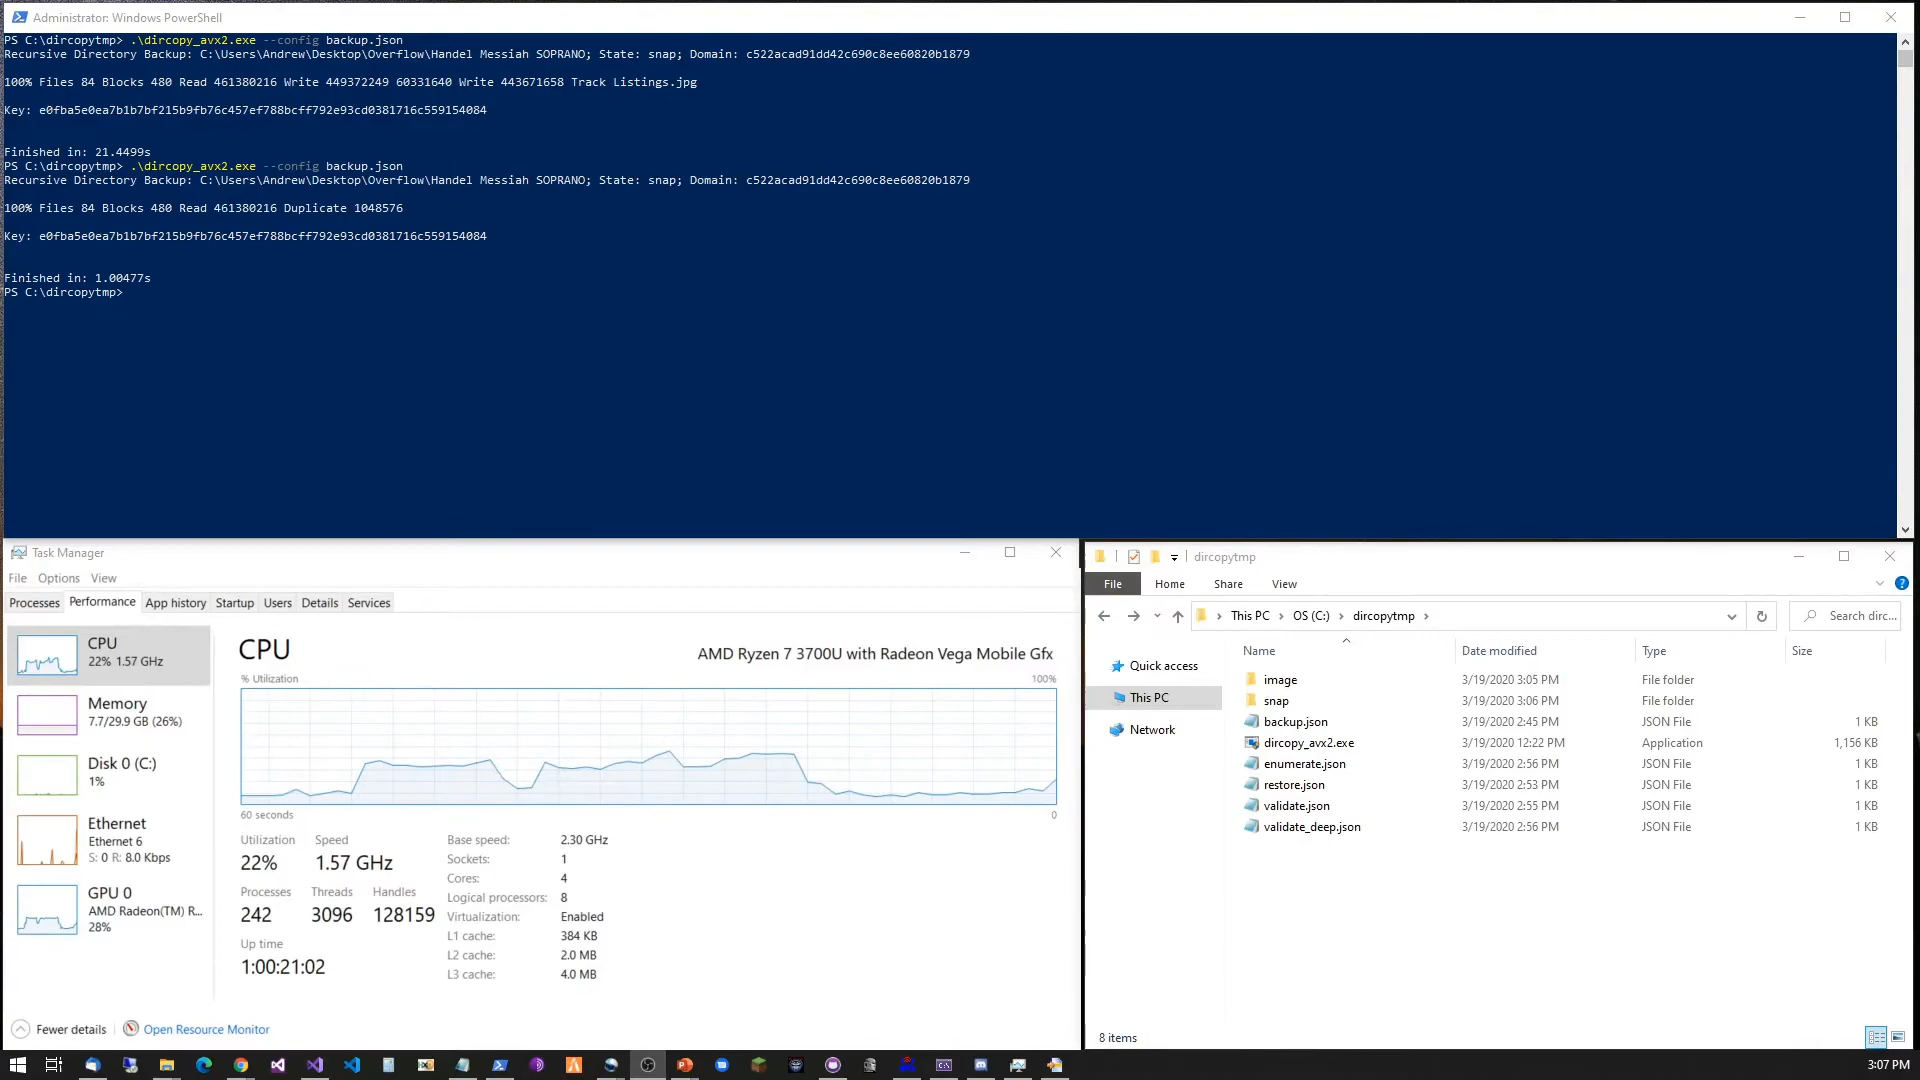 Administrator: Windows PowerShell
PS C:\dircopytmp> .\dircopy_avx2.exe --config backup.json
Recursive Directory Backup: C:\Users\Andrew\Desktop\Overflow\Handel Messiah SOPRANO; State: snap; Domain: c522acad91dd42c690c8ee60820b1879
100% Files 84 Blocks 480 Read 461380216 Write 449372249 60331640 Write 443671658 Track Listings.jpg
Key: e0fba5e0ea7b1b7bf215b9fb76c457ef788bcff792e93cd0381716c559154084
Finished in: 21.4499s
PS C:\dircopytmp> .\dircopy_avx2.exe --config backup.json
Recursive Directory Backup: C:\Users\Andrew\Desktop\Overflow\Handel Messiah SOPRANO; State: snap; Domain: c522acad91dd42c690c8ee60820b1879
100% Files 84 Blocks 480 Read 461380216 Duplicate 1048576
Key: e0fba5e0ea7b1b7bf215b9fb76c457ef788bcff792e93cd0381716c559154084
Finished in: 1.00477s
PS C:\dircopytmp>
Task Manager
File Options View
Processes Performance App history Startup Users Details Services
CPU
22% 1.57 GHz
Memory
7.7/29.9 GB (26%)
Disk 0 (C:)
1%
Ethernet
Ethernet 6
S: 0 R: 8.0 Kbps
GPU 0
AMD Radeon(TM) R...
28%
CPU
AMD Ryzen 7 3700U with Radeon Vega Mobile Gfx
% Utilization 100%
60 seconds 0
Utilization Speed
22% 1.57 GHz
Processes Threads Handles
242 3096 128159
Up time
1:00:21:02
Base speed: 2.30 GHz
Sockets: 1
Cores: 4
Logical processors: 8
Virtualization: Enabled
L1 cache: 384 KB
L2 cache: 2.0 MB
L3 cache: 4.0 MB
Fewer details Open Resource Monitor
dircopytmp
File Home Share View
This PC OS (C:) dircopytmp
Search dirc...
Quick access
This PC
Network
Name Date modified Type Size
image 3/19/2020 3:05 PM File folder
snap 3/19/2020 3:06 PM File folder
backup.json 3/19/2020 2:45 PM JSON File 1 KB
dircopy_avx2.exe 3/19/2020 12:22 PM Application 1,156 KB
enumerate.json 3/19/2020 2:56 PM JSON File 1 KB
restore.json 3/19/2020 2:53 PM JSON File 1 KB
validate.json 3/19/2020 2:55 PM JSON File 1 KB
validate_deep.json 3/19/2020 2:56 PM JSON File 1 KB
8 items
3:07 PM